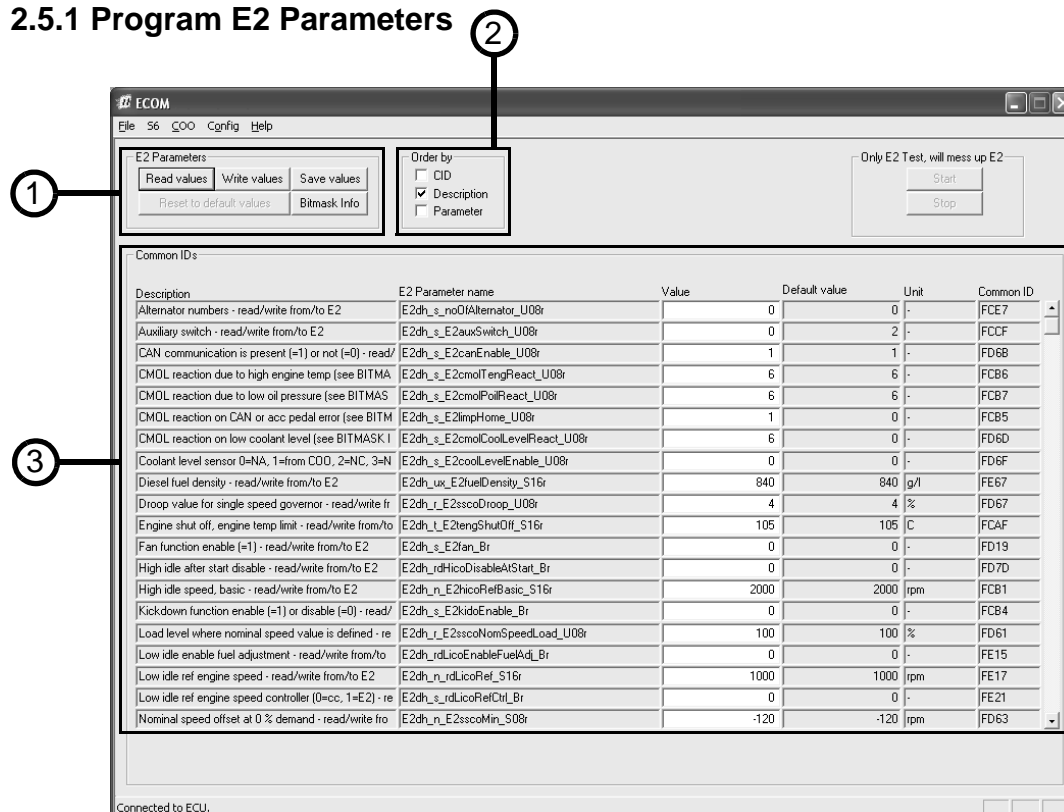 2.5.1 Program E2 Parameters
2
ECOM
File S6 COO Config Help
1
E2 Parameters
Read values Write values Save values
Reset to default values Bitmask Info
Order by
CID
Description
Parameter
Only E2 Test, will mess up E2
Start
Stop
3
Common IDs
Description E2 Parameter name Value Default value Unit Common ID
Alternator numbers - read/write from/to E2 E2dh_s_noOfAlternator_U08r 0 0 - FCE7
Auxiliary switch - read/write from/to E2 E2dh_s_E2auxSwitch_U08r 0 2 - FCCF
CAN communication is present (=1) or not (=0) - read/ E2dh_s_E2canEnable_U08r 1 1 - FD6B
CMOL reaction due to high engine temp (see BITMA E2dh_s_E2cmolTengReact_U08r 6 6 - FCB6
CMOL reaction due to low oil pressure (see BITMAS E2dh_s_E2cmolPoilReact_U08r 6 6 - FCB7
CMOL reaction on CAN or acc pedal error (see BITM E2dh_s_E2limpHome_U08r 1 0 - FCB5
CMOL reaction on low coolant level (see BITMASK I E2dh_s_E2cmolCoolLevelReact_U08r 6 0 - FD6D
Coolant level sensor 0=NA, 1=from COO, 2=NC, 3=N E2dh_s_E2coolLevelEnable_U08r 0 0 - FD6F
Diesel fuel density - read/write from/to E2 E2dh_ux_E2fuelDensity_S16r 840 840 g/l FE67
Droop value for single speed governor - read/write fr E2dh_r_E2sscoDroop_U08r 4 4 % FD67
Engine shut off, engine temp limit - read/write from/to E2dh_t_E2tengShutOff_S16r 105 105 C FCAF
Fan function enable (=1) - read/write from/to E2 E2dh_s_E2fan_Br 0 0 - FD19
High idle after start disable - read/write from/to E2 E2dh_rdHicoDisableAtStart_Br 0 0 - FD7D
High idle speed, basic - read/write from/to E2 E2dh_n_E2hicoRefBasic_S16r 2000 2000 rpm FCB1
Kickdown function enable (=1) or disable (=0) - read/ E2dh_s_E2kidoEnable_Br 0 0 - FCB4
Load level where nominal speed value is defined - re E2dh_r_E2sscoNomSpeedLoad_U08r 100 100 % FD61
Low idle enable fuel adjustment - read/write from/to E2dh_rdLicoEnableFuelAdj_Br 0 0 - FE15
Low idle ref engine speed - read/write from/to E2 E2dh_n_rdLicoRef_S16r 1000 1000 rpm FE17
Low idle ref engine speed controller (0=cc, 1=E2) - re E2dh_s_rdLicoRefCtrl_Br 0 0 - FE21
Nominal speed offset at 0 % demand - read/write fro E2dh_n_E2sscoMin_S08r -120 -120 rpm FD63
Connected to ECU.